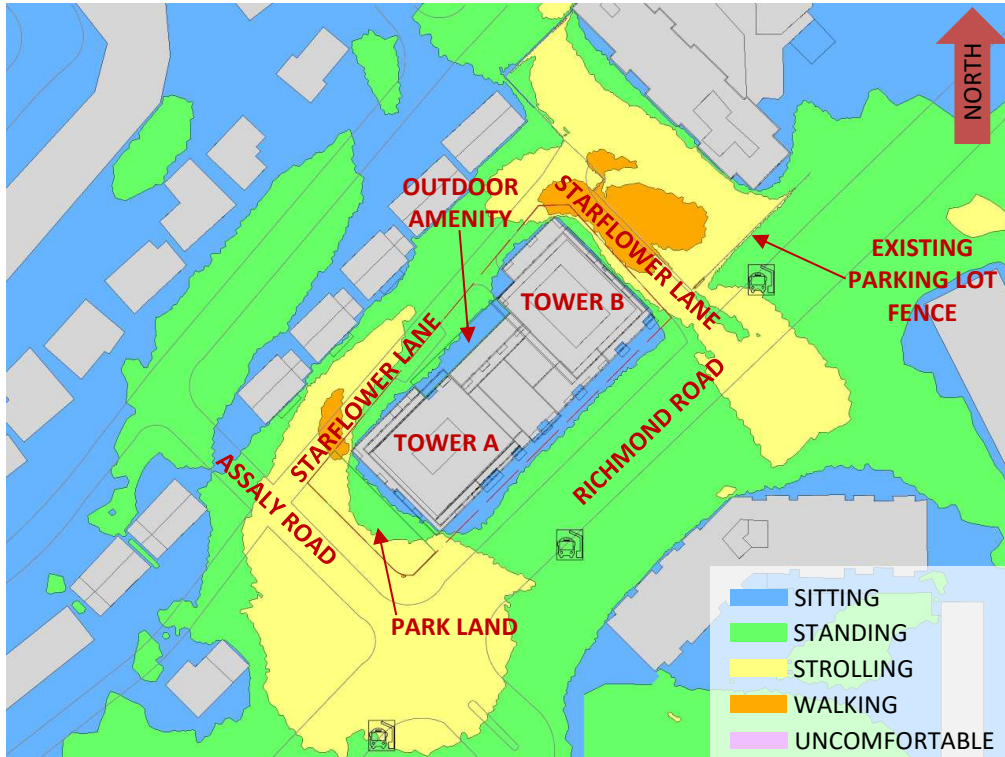 NORTH
OUTDOOR
AMENITY
STARFLOWER LANE
EXISTING
PARKING LOT
FENCE
TOWER B
STARFLOWER LANE
TOWER A
RICHMOND ROAD
ASSALY ROAD
PARK LAND
SITTING
STANDING
STROLLING
WALKING
UNCOMFORTABLE